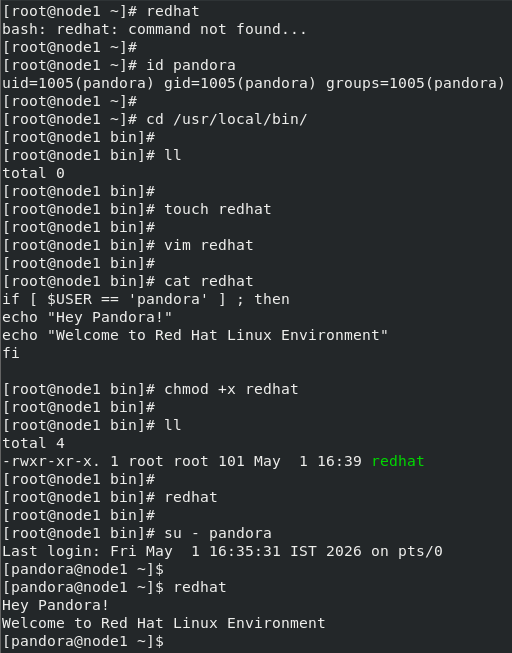 [root@node1 ~]# redhat
bash: redhat: command not found...
[root@node1 ~]#
[root@node1 ~]# id pandora
uid=1005(pandora) gid=1005(pandora) groups=1005(pandora)
[root@node1 ~]#
[root@node1 ~]# cd /usr/local/bin/
[root@node1 bin]#
[root@node1 bin]# ll
total 0
[root@node1 bin]#
[root@node1 bin]# touch redhat
[root@node1 bin]#
[root@node1 bin]# vim redhat
[root@node1 bin]#
[root@node1 bin]# cat redhat
if [ $USER == 'pandora' ] ; then
echo "Hey Pandora!"
echo "Welcome to Red Hat Linux Environment"
fi

[root@node1 bin]# chmod +x redhat
[root@node1 bin]#
[root@node1 bin]# ll
total 4
-rwxr-xr-x. 1 root root 101 May  1 16:39 redhat
[root@node1 bin]#
[root@node1 bin]# redhat
[root@node1 bin]#
[root@node1 bin]# su - pandora
Last login: Fri May  1 16:35:31 IST 2026 on pts/0
[pandora@node1 ~]$
[pandora@node1 ~]$ redhat
Hey Pandora!
Welcome to Red Hat Linux Environment
[pandora@node1 ~]$